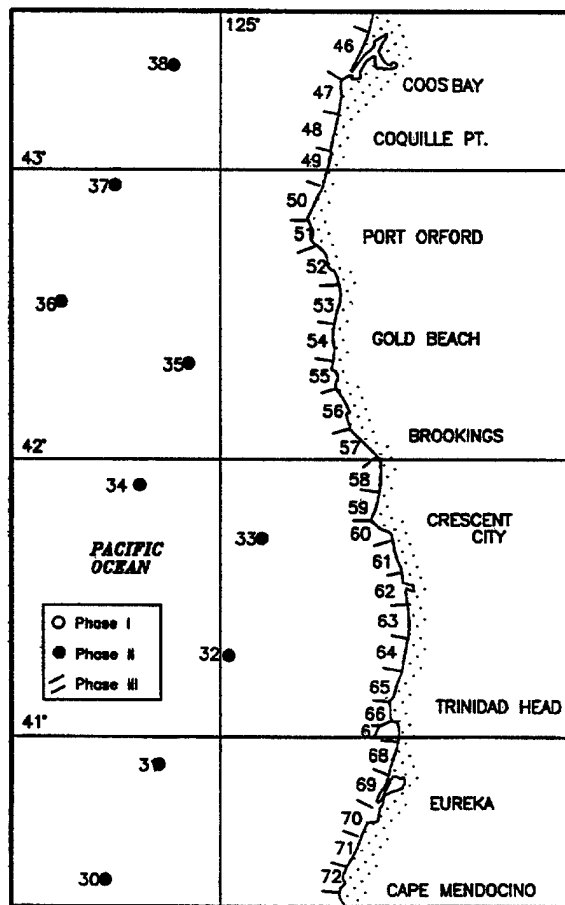 125°
46
38
47
COOS BAY
48
COQUILLE PT.
49
43°
37
50
51
PORT ORFORD
52
36
53
54
GOLD BEACH
35
55
56
BROOKINGS
57
42°
58
34
59
CRESCENT
CITY
33
60
PACIFIC
OCEAN
61
62
Phase I
63
Phase II
32
64
Phase III
65
TRINIDAD HEAD
66
41°
67
31
68
69
EUREKA
70
71
30
72
CAPE MENDOCINO